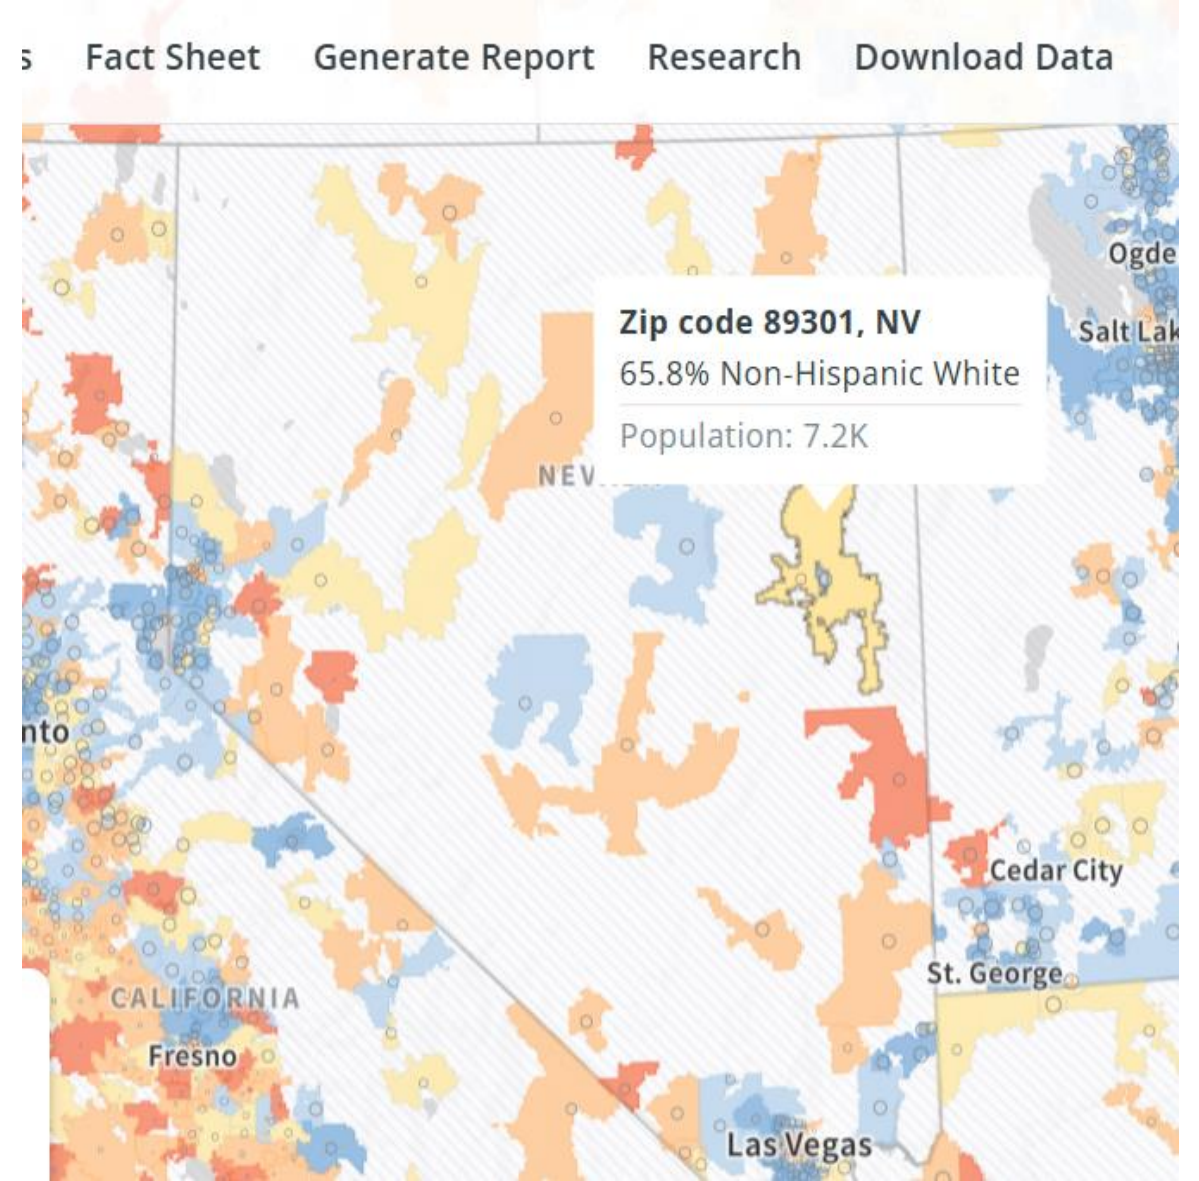 s Fact Sheet Generate Report Research Download Data
Ogde
Zip code 89301, NV
Salt Lak
65.8% Non-Hispanic White
Population: 7.2K
NEV
nto
Cedar City
St. George
CALIFORNIA
Fresno
Las Vegas